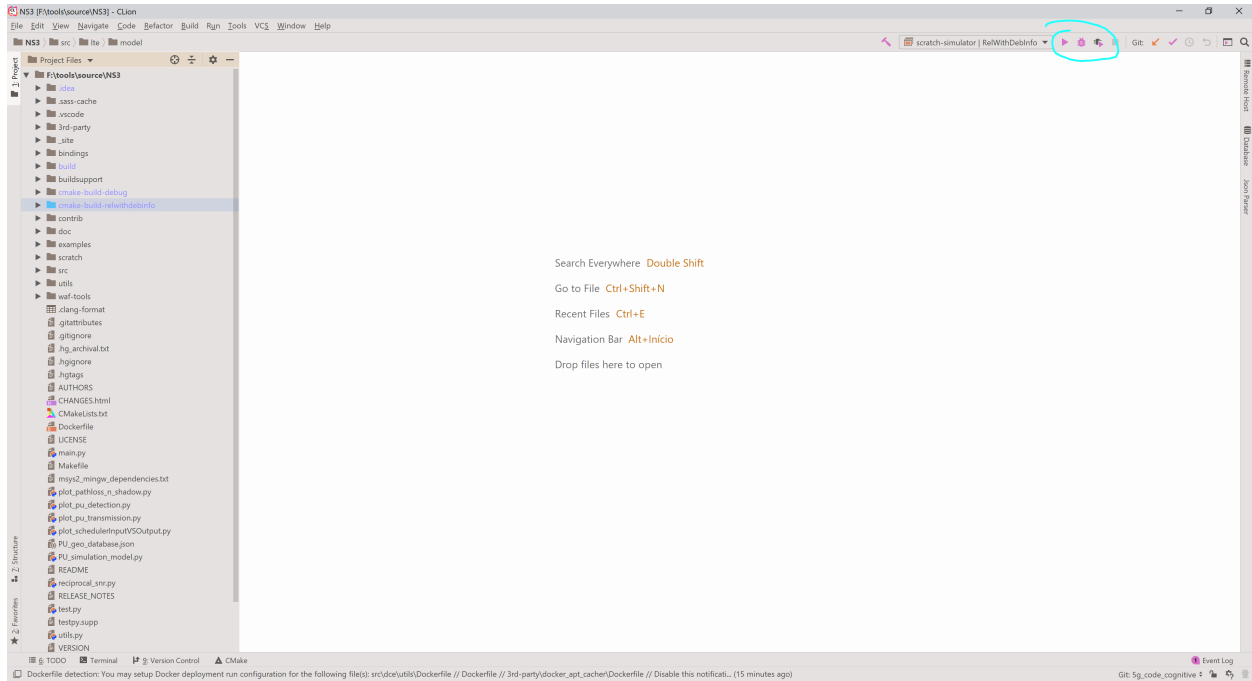 NS3 [F:\tools\source\NS3] - CLion
File Edit View Navigate Code Refactor Build Run Tools VCS Window Help
NS3 src lte model
scratch-simulator | RelWithDebInfo
Git:
Project Files
1: Project
F:\tools\source\NS3
.idea
.sass-cache
.vscode
3rd-party
_site
bindings
build
buildsupport
cmake-build-debug
cmake-build-relwithdebinfo
contrib
doc
examples
scratch
src
utils
waf-tools
.clang-format
.gitattributes
.gitignore
.hg_archival.txt
.hgignore
.hgtags
AUTHORS
CHANGES.html
CMakeLists.txt
Dockerfile
LICENSE
main.py
Makefile
msys2_mingw_dependencies.txt
plot_pathloss_n_shadow.py
plot_pu_detection.py
plot_pu_transmission.py
plot_schedulerInputVSOutput.py
PU_geo_database.json
PU_simulation_model.py
README
reciprocal_snr.py
RELEASE_NOTES
test.py
testpy.supp
utils.py
VERSION
7: Structure
2: Favorites
Search Everywhere Double Shift
Go to File Ctrl+Shift+N
Recent Files Ctrl+E
Navigation Bar Alt+Início
Drop files here to open
Remote Host
Database
Json Parser
6: TODO Terminal 9: Version Control CMake
1 Event Log
Dockerfile detection: You may setup Docker deployment run configuration for the following file(s): src\dce\utils\Dockerfile // Dockerfile // 3rd-party\docker_apt_cacher\Dockerfile // Disable this notificati... (15 minutes ago)
Git: 5g_code_cognitive